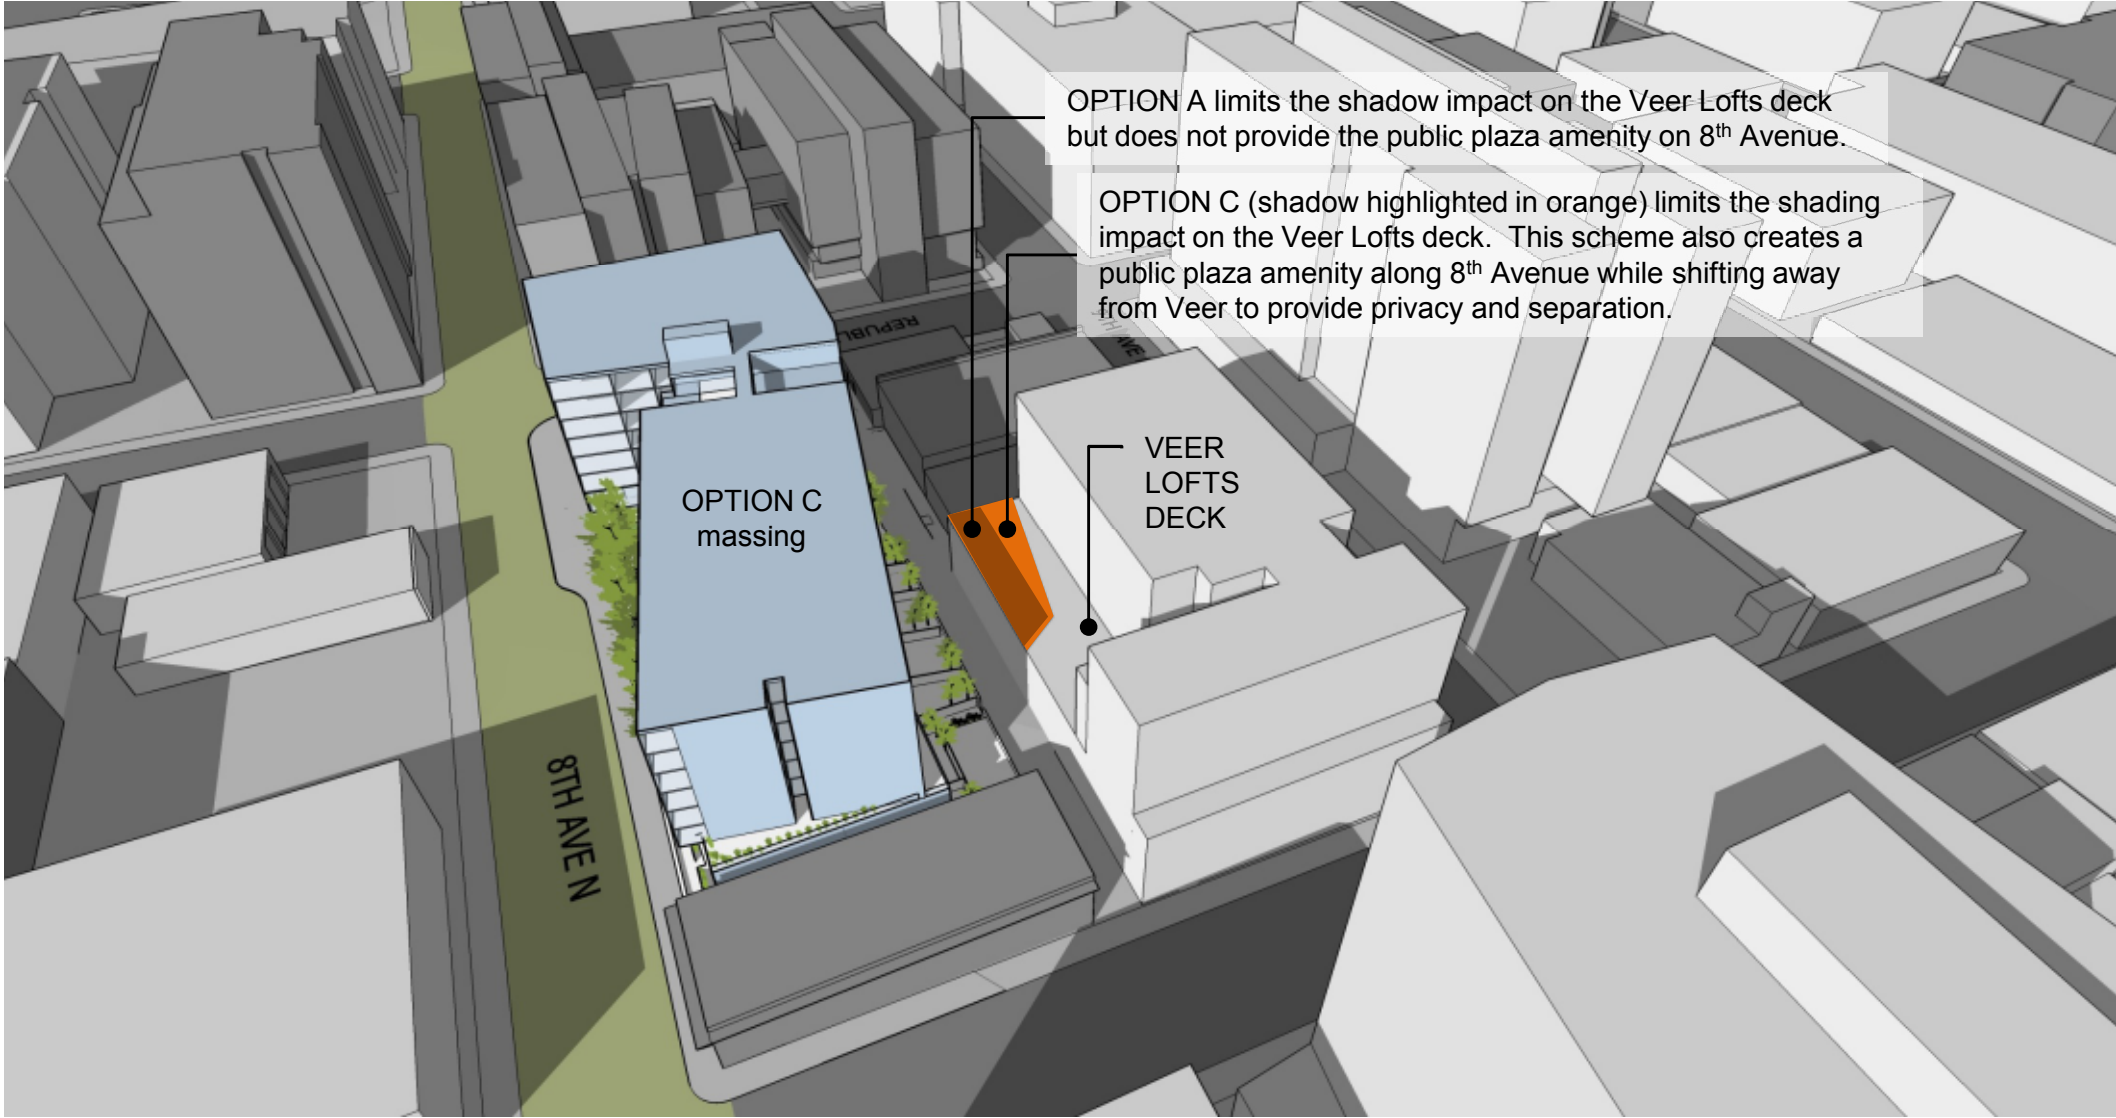 OPTION A limits the shadow impact on the Veer Lofts deck
but does not provide the public plaza amenity on 8th Avenue.
OPTION C (shadow highlighted in orange) limits the shading
impact on the Veer Lofts deck.  This scheme also creates a
public plaza amenity along 8th Avenue while shifting away
from Veer to provide privacy and separation.
REPUBL
TH AVE
VEER
LOFTS
DECK
OPTION C
massing
8TH AVE N